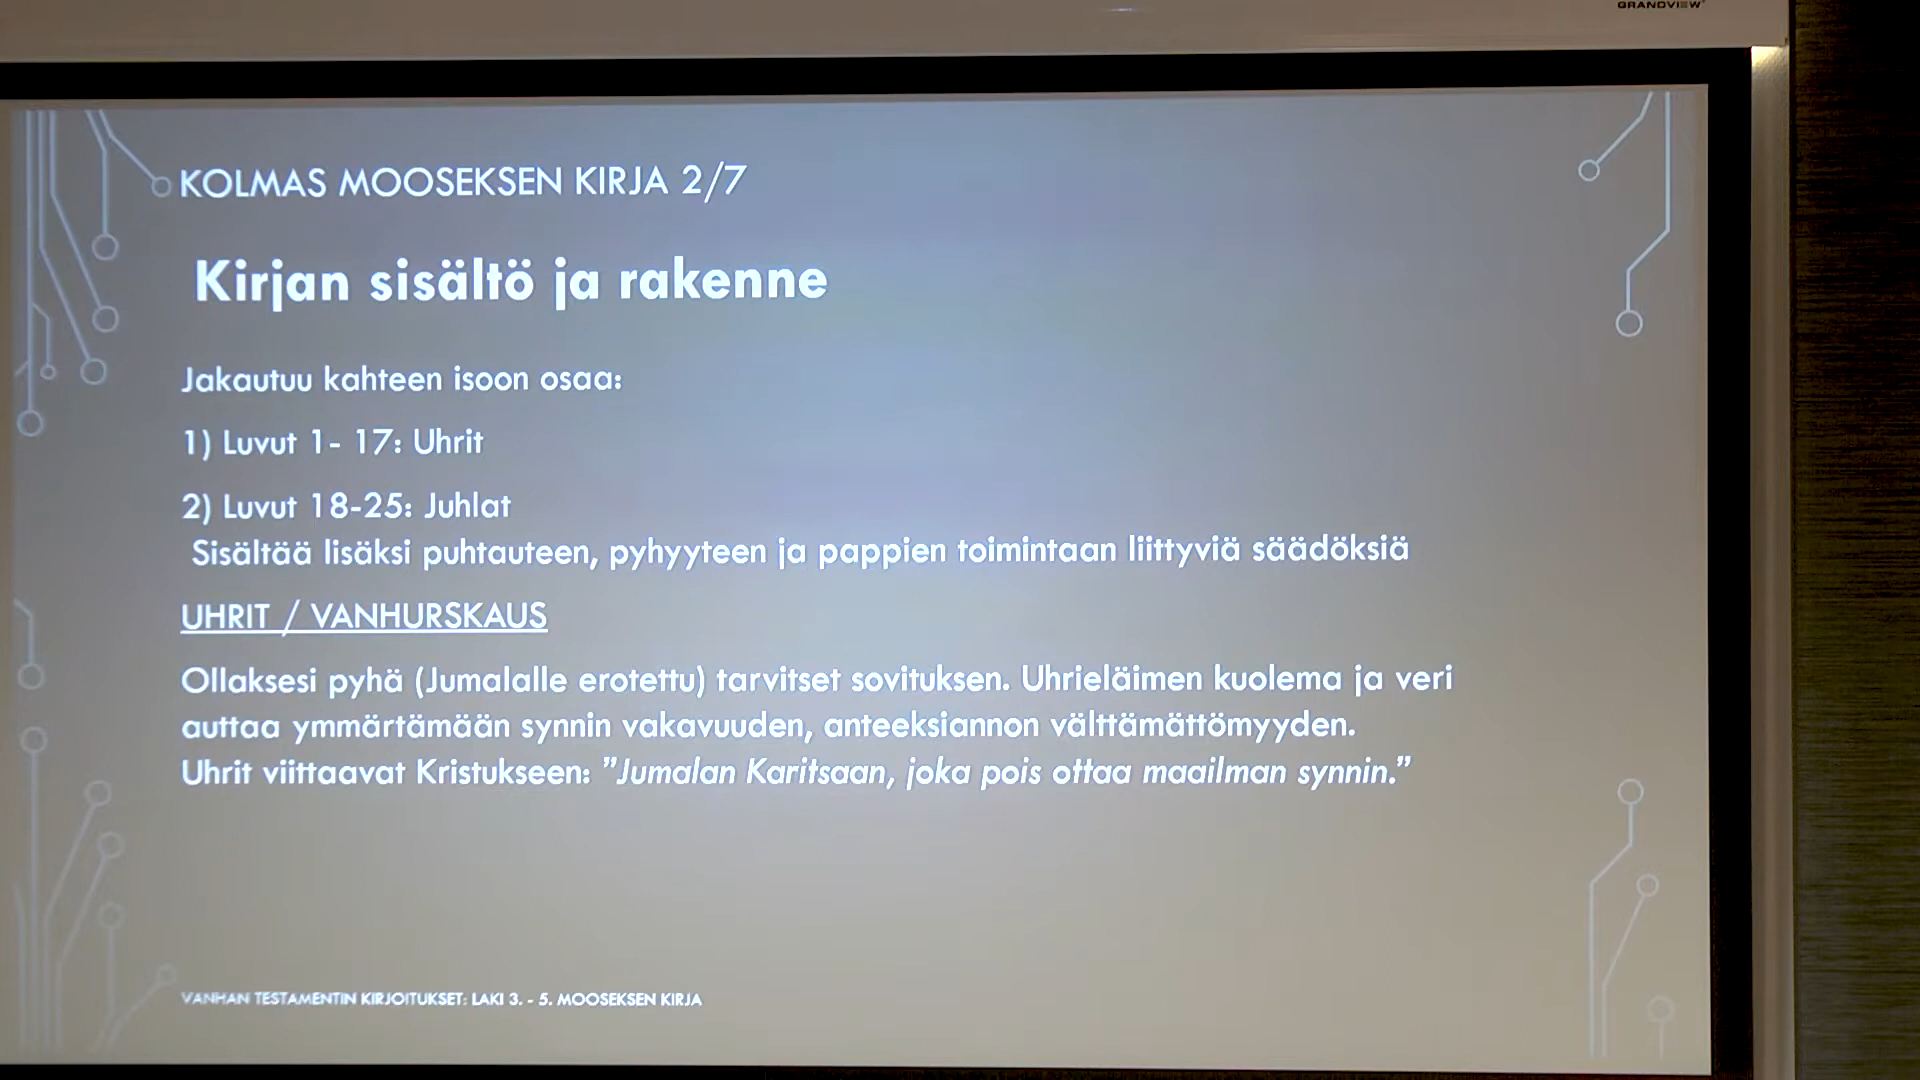 GRANDVIEW
KOLMAS MOOSEKSEN KIRJA 2/7
Kirjan sisältö ja rakenne
Jakautuu kahteen isoon osaa:
1) Luvut 1- 17: Uhrit
2) Luvut 18-25: Juhlat
Sisältää lisäksi puhtauteen, pyhyyteen ja pappien toimintaan liittyviä säädöksiä
UHRIT / VANHURSKAUS
Ollaksesi pyhä (Jumalalle erotettu) tarvitset sovituksen. Uhrieläimen kuolema ja veri
auttaa ymmärtämään synnin vakavuuden, anteeksiannon välttämättömyyden.
Uhrit viittaavat Kristukseen: ”Jumalan Karitsaan, joka pois ottaa maailman synnin.”
VANHAN TESTAMENTIN KIRJOITUKSET: LAKI 3. - 5. MOOSEKSEN KIRJA